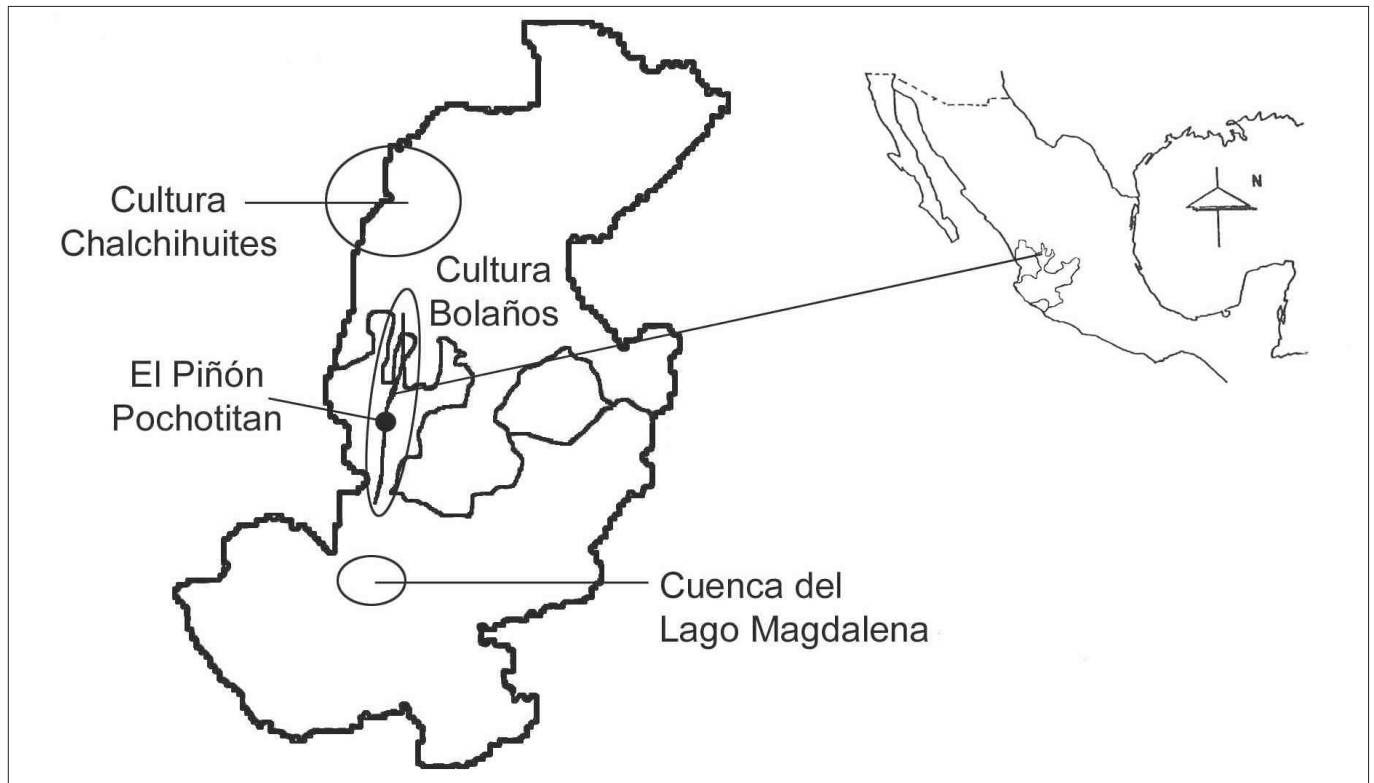 Cultura
Chalchihuites
Cultura
Bolaños
El Piñón
Pochotitan
Cuenca del
Lago Magdalena
N